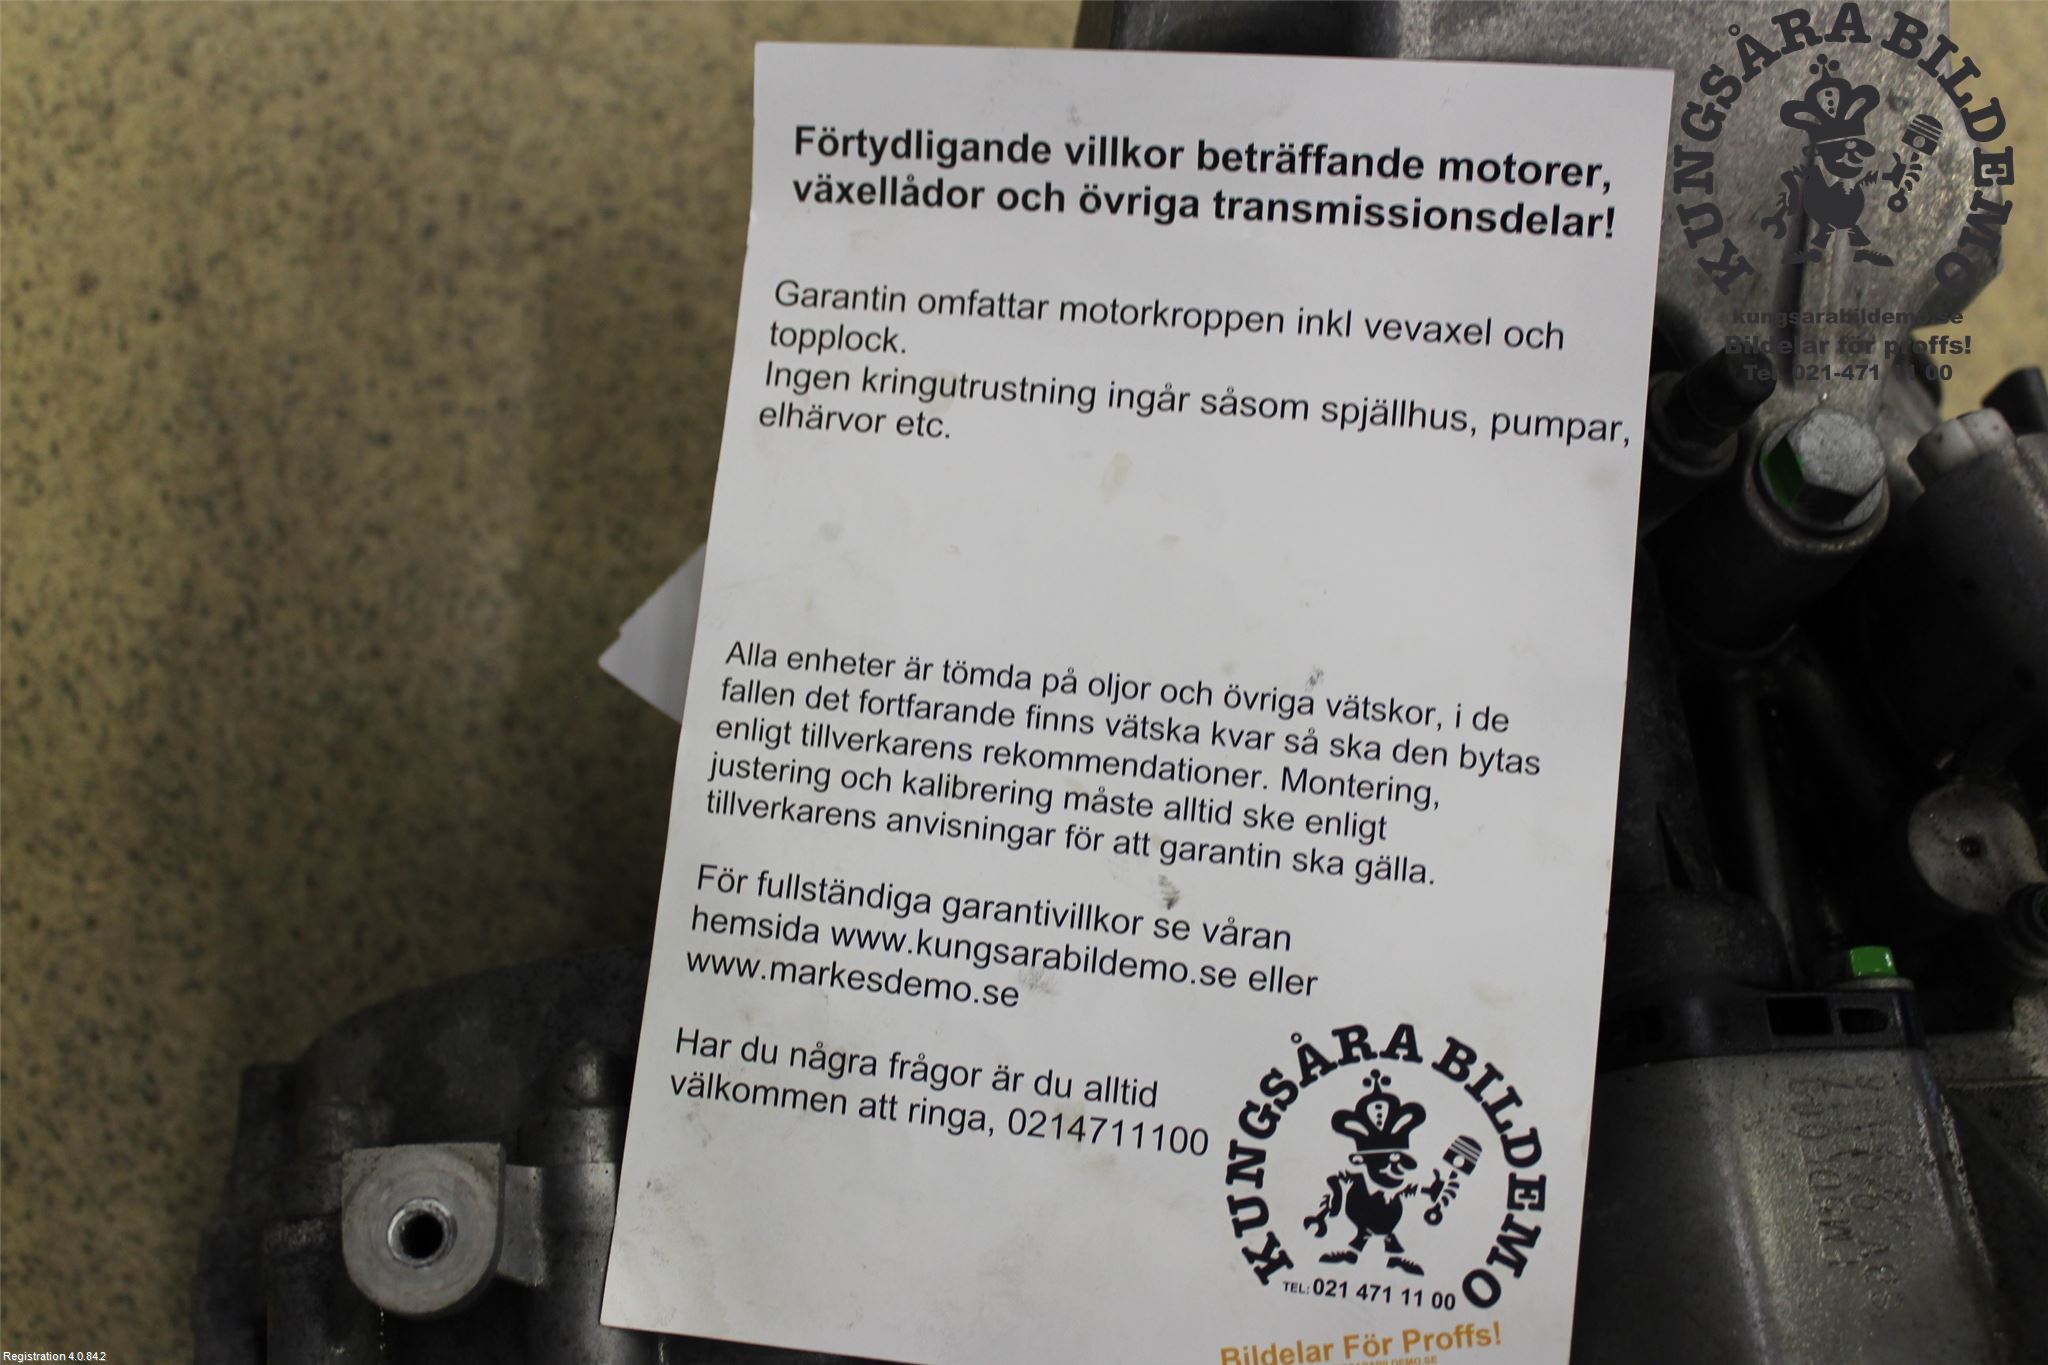 Förtydligande villkor beträffande motorer,
växellådor och övriga transmissionsdelar!
Garantin omfattar motorkroppen inkl vevaxel och
topplock.
Ingen kringutrustning ingår såsom spjällhus, pumpar,
elhärvor etc.
Alla enheter är tömda på oljor och övriga vätskor, i de
fallen det fortfarande finns vätska kvar så ska den bytas
enligt tillverkarens rekommendationer. Montering,
justering och kalibrering måste alltid ske enligt
tillverkarens anvisningar för att garantin ska gälla.
För fullständiga garantivillkor se våran
hemsida www.kungsarabildemo.se eller
www.markesdemo.se
Har du några frågor är du alltid
välkommen att ringa, 0214711100
KUNGSÅRA BILDEMO
TEL: 021 471 11 00
Bildelar För Proffs!
KUNGSÅRA BILDEMO
kungsarabildemo.se
Bildelar för proffs!
Tel. 021-471 11 00
Registration 4.0.84.2